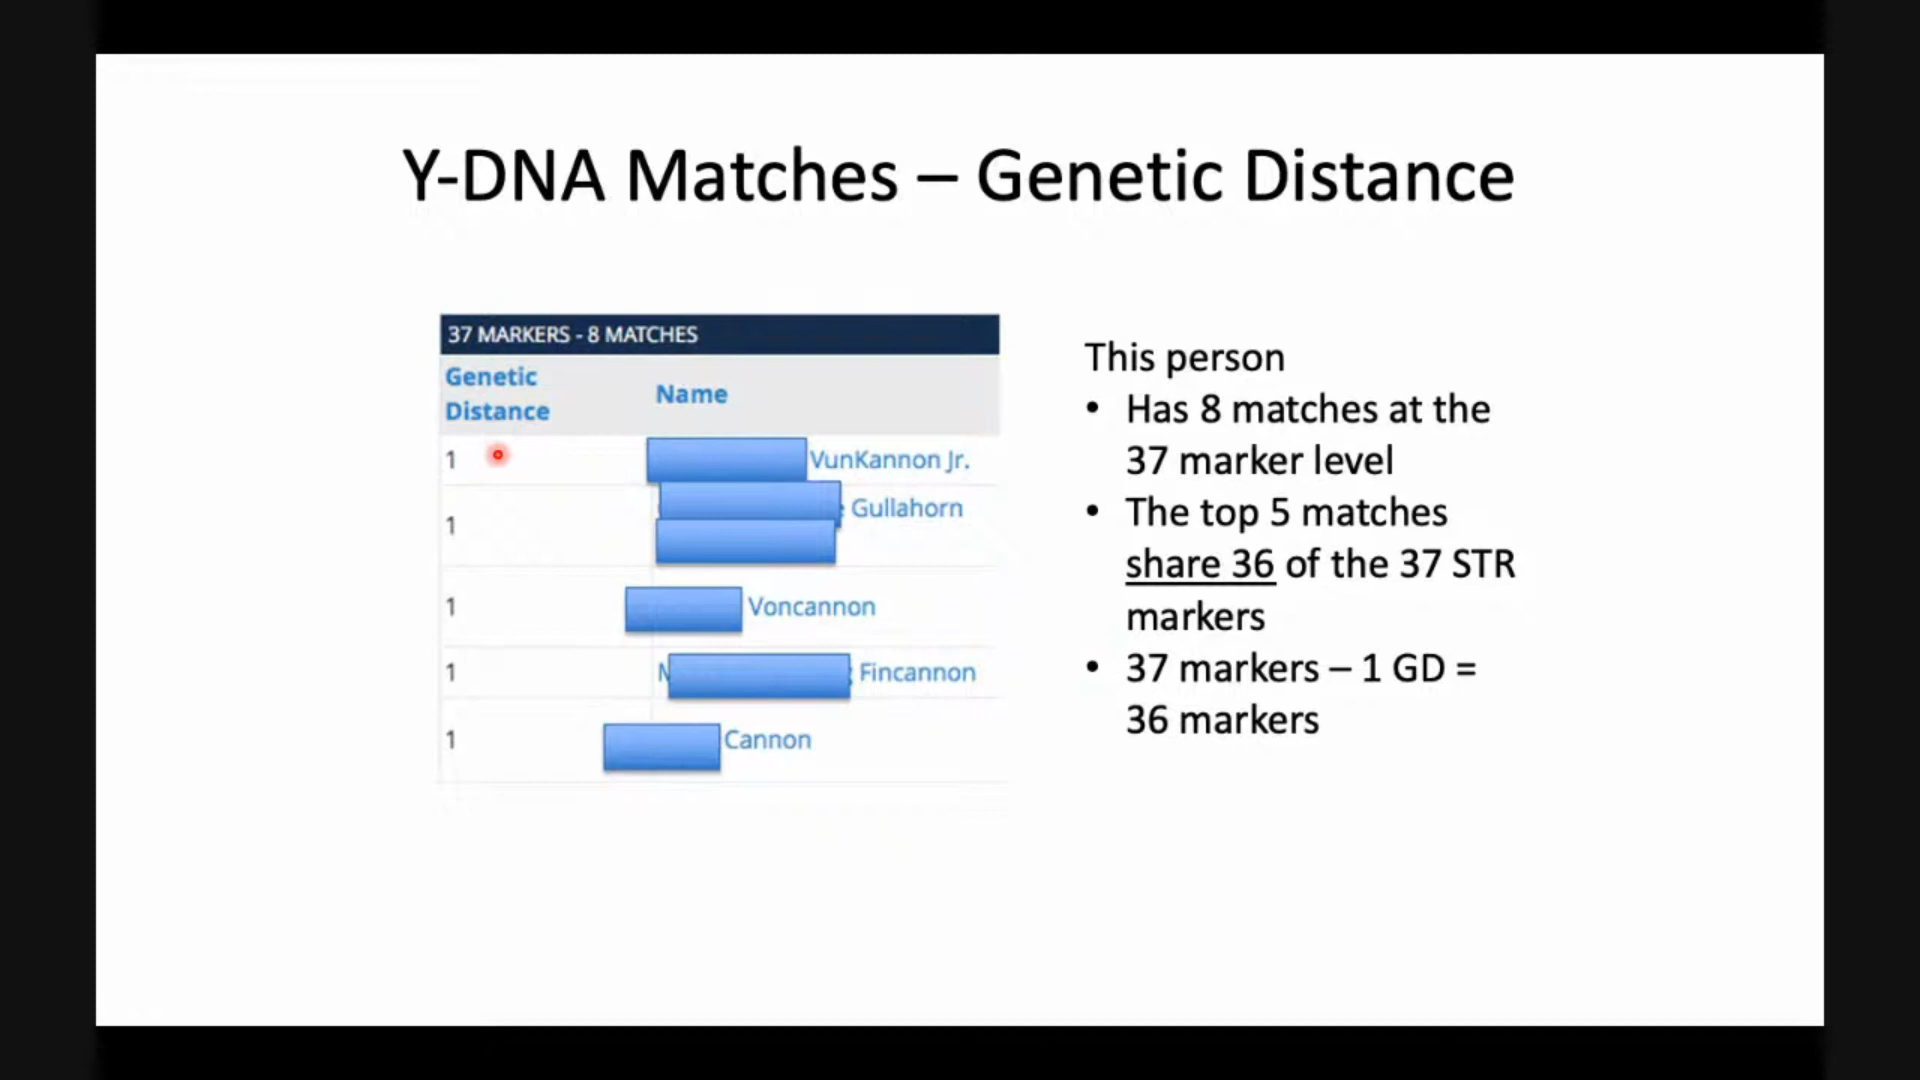 Y-DNA Matches – Genetic Distance
37 MARKERS - 8 MATCHES
Genetic Distance
Name
1 VunKannon Jr.
1 Gullahorn
1 Voncannon
1 Fincannon
1 Cannon
This person
• Has 8 matches at the
37 marker level
• The top 5 matches
share 36 of the 37 STR
markers
• 37 markers – 1 GD =
36 markers